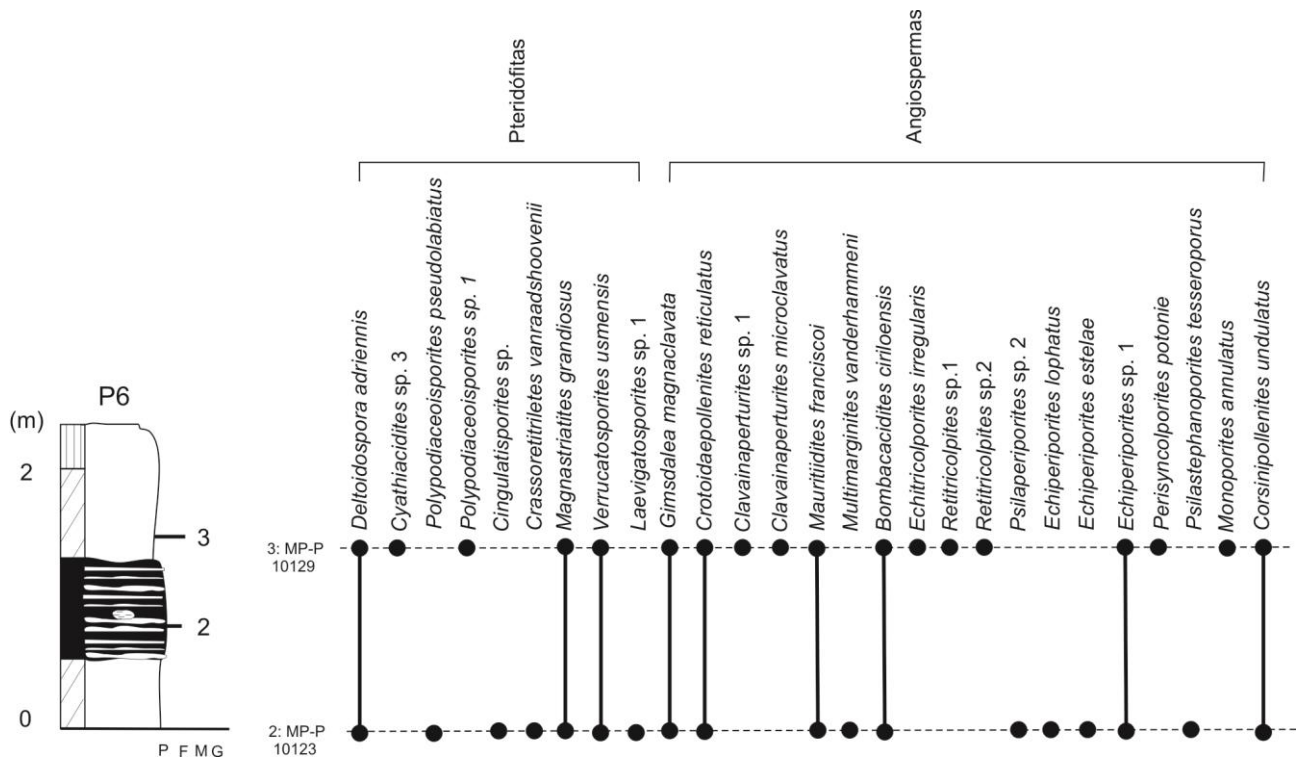 Pteridófitas
Angiospermas
Deltoidospora adriennis
Cyathiacidites sp. 3
Polypodiaceoisporites pseudolabiatus
Polypodiaceoisporites sp. 1
Cingulatisporites sp.
Crassoretitriletes vanraadshoovenii
Magnastriatites grandiosus
Verrucatosporites usmensis
Laevigatosporites sp. 1
Gimsdalea magnaclavata
Crotoidaepollenites reticulatus
Clavainaperturites sp. 1
Clavainaperturites microclavatus
Mauritiidites franciscoi
Multimarginites vanderhammeni
Bombacacidites ciriloensis
Echitricolporites irregularis
Retitricolpites sp.1
Retitricolpites sp.2
Psilaperiporites sp. 2
Echiperiporites lophatus
Echiperiporites estelae
Echiperiporites sp. 1
Perisyncolporites potonie
Psilastephanoporites tesseroporus
Monoporites annulatus
Corsinipollenites undulatus
P6
(m)
2
3
2
0
P F M G
3: MP-P
10129
2: MP-P
10123